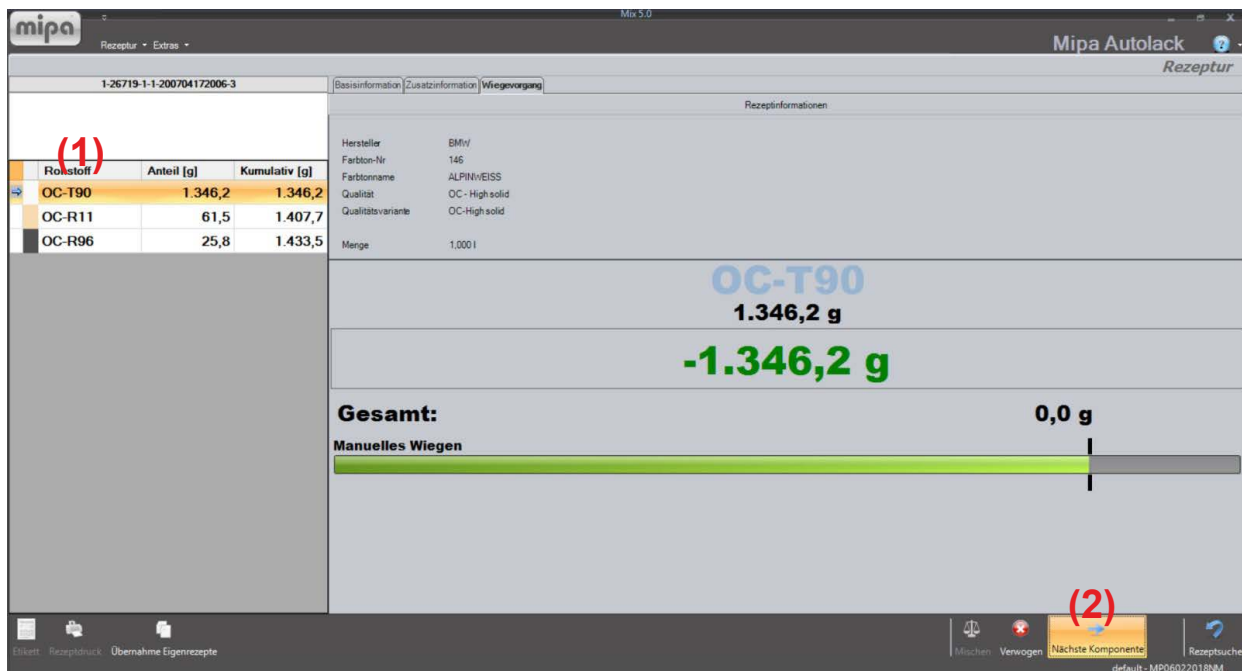 mipa
Mix 5.0
Rezeptur Extras
Mipa Autolack
Rezeptur
1-26719-1-1-200704172006-3
Basisinformation Zusatzinformation Wiegevorgang
Rezeptinformationen
(1)
Rohstoff Anteil [g] Kumulativ [g]
OC-T90 1.346,2 1.346,2
OC-R11 61,5 1.407,7
OC-R96 25,8 1.433,5
Hersteller BMW
Farbton-Nr 146
Farbtonname ALPINWEISS
Qualität OC - High solid
Qualitätsvariante OC-High solid
Menge 1,000 l
OC-T90
1.346,2 g
-1.346,2 g
Gesamt: 0,0 g
Manuelles Wiegen
(2)
Etikett Rezeptdruck Übernahme Eigenrezepte Mischen Verwogen Nächste Komponente Rezeptsuche
default - MP06022018NM